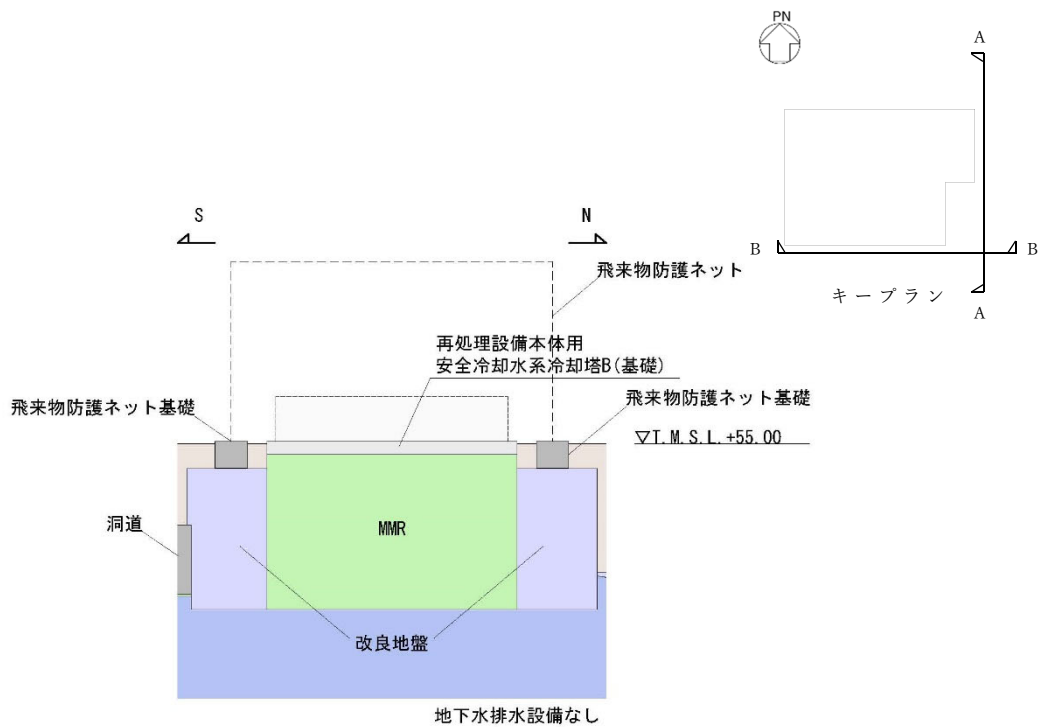 PN
A
B
B
キープラン
A
S
N
飛来物防護ネット
再処理設備本体用
安全冷却水系冷却塔B(基礎)
飛来物防護ネット基礎
飛来物防護ネット基礎
▽T.M.S.L.+55.00
洞道
MMR
改良地盤
地下水排水設備なし